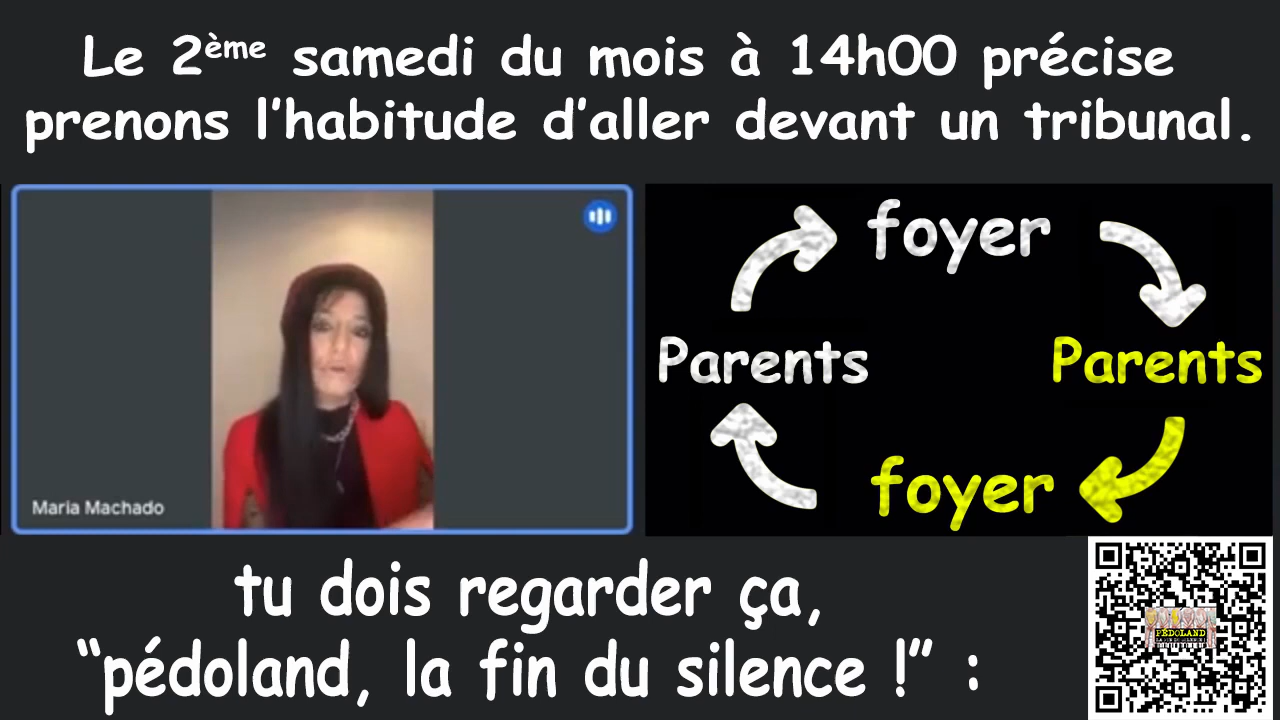 Le 2ème samedi du mois à 14h00 précise
prenons l’habitude d’aller devant un tribunal.
foyer
Parents
Parents
foyer
Maria Machado
tu dois regarder ça,
“pédoland, la fin du silence !” :
PÉDOLAND